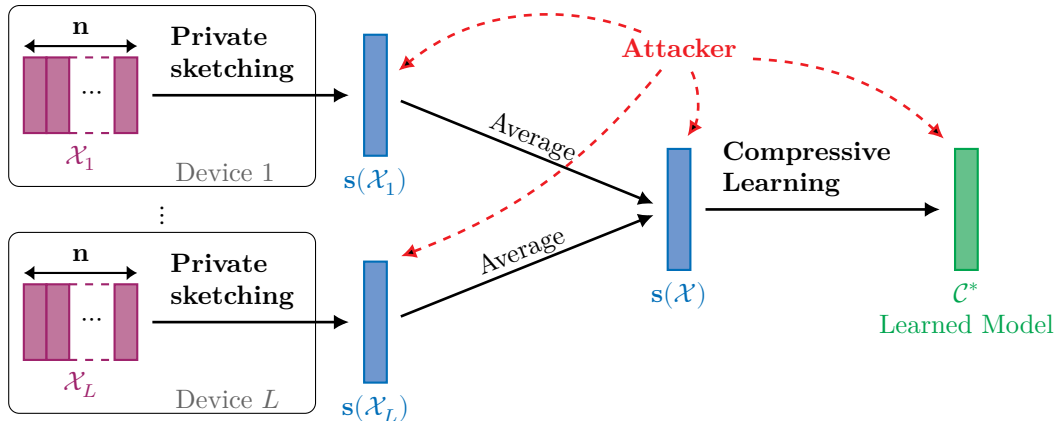 n
Private
sketching
...
𝒳₁
Device 1
s(𝒳₁)
Attacker
Average
⋮
n
Private
sketching
...
𝒳_L
Device L
s(𝒳_L)
Average
s(𝒳)
Compressive
Learning
𝒞*
Learned Model